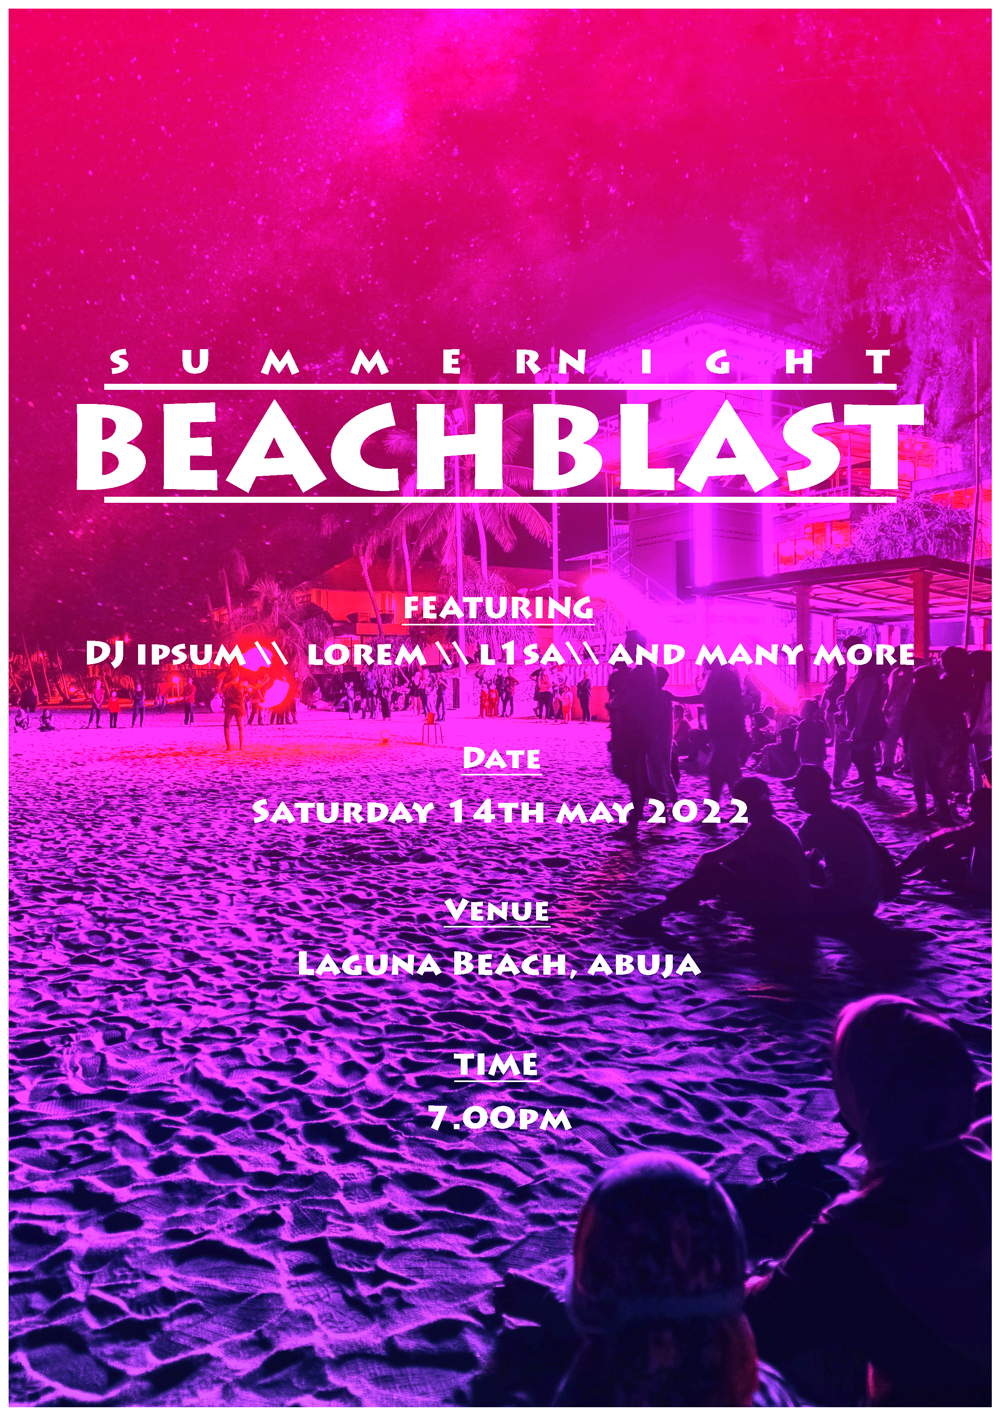 SUMMERNIGHT
BEACHBLAST
FEATURING
DJ IPSUM \\ LOREM \\ L1SA\\ AND MANY MORE
DATE
SATURDAY 14TH MAY 2022
VENUE
LAGUNA BEACH, ABUJA
TIME
7.00PM